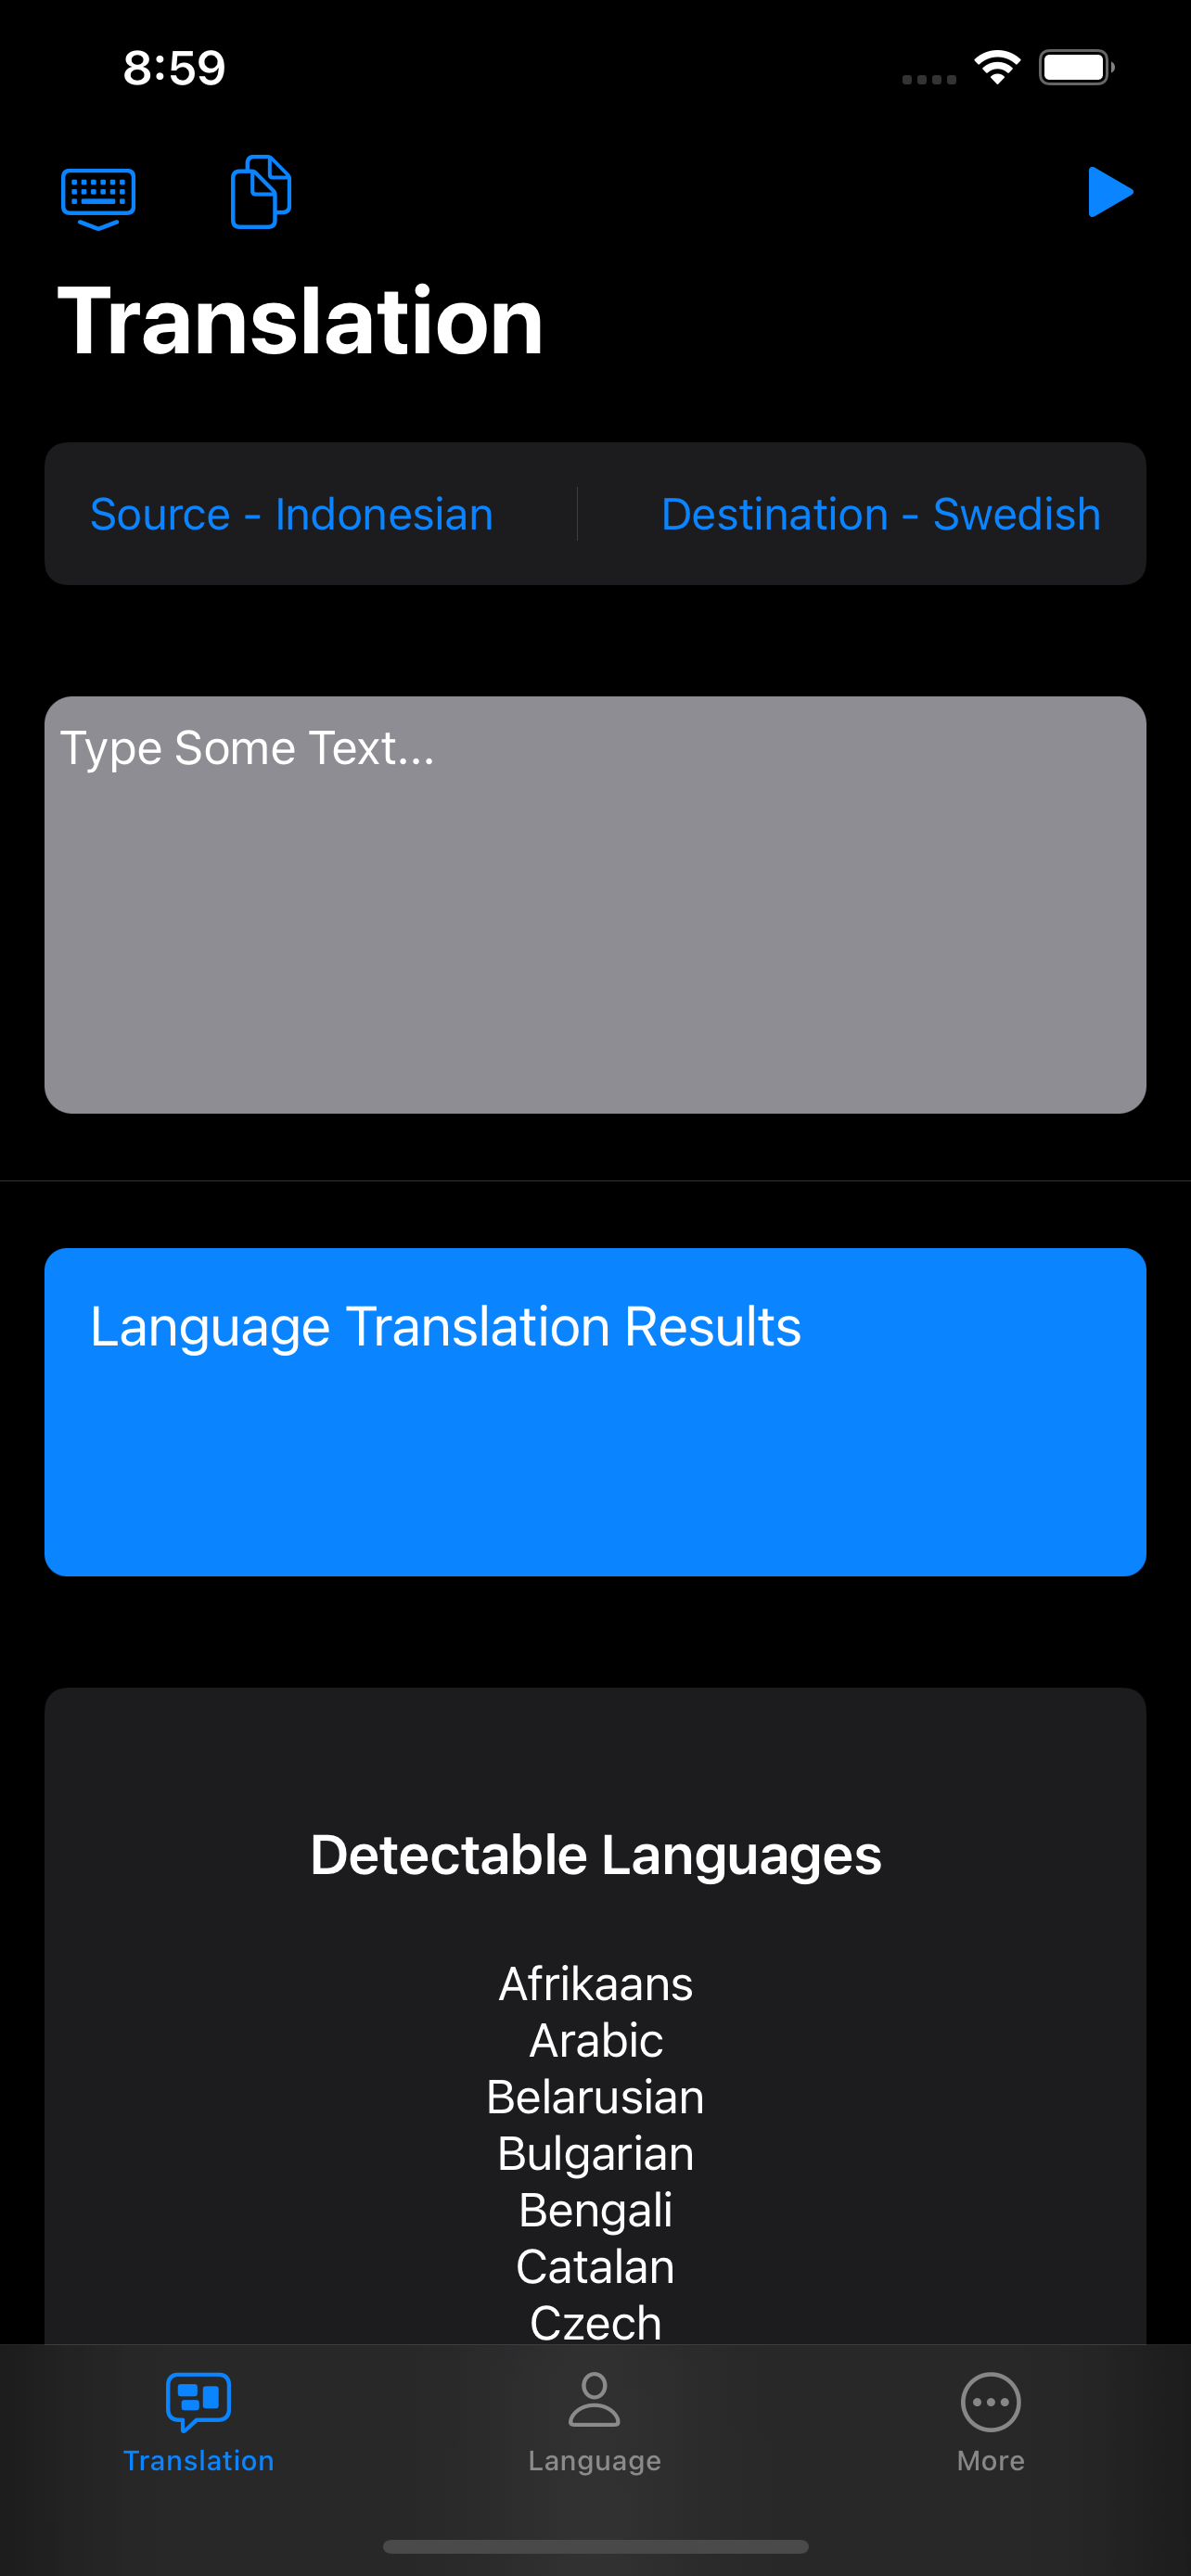 8:59
Translation
Source - Indonesian
Destination - Swedish
Type Some Text...
Language Translation Results
Detectable Languages
Afrikaans
Arabic
Belarusian
Bulgarian
Bengali
Catalan
Czech
Translation
Language
More